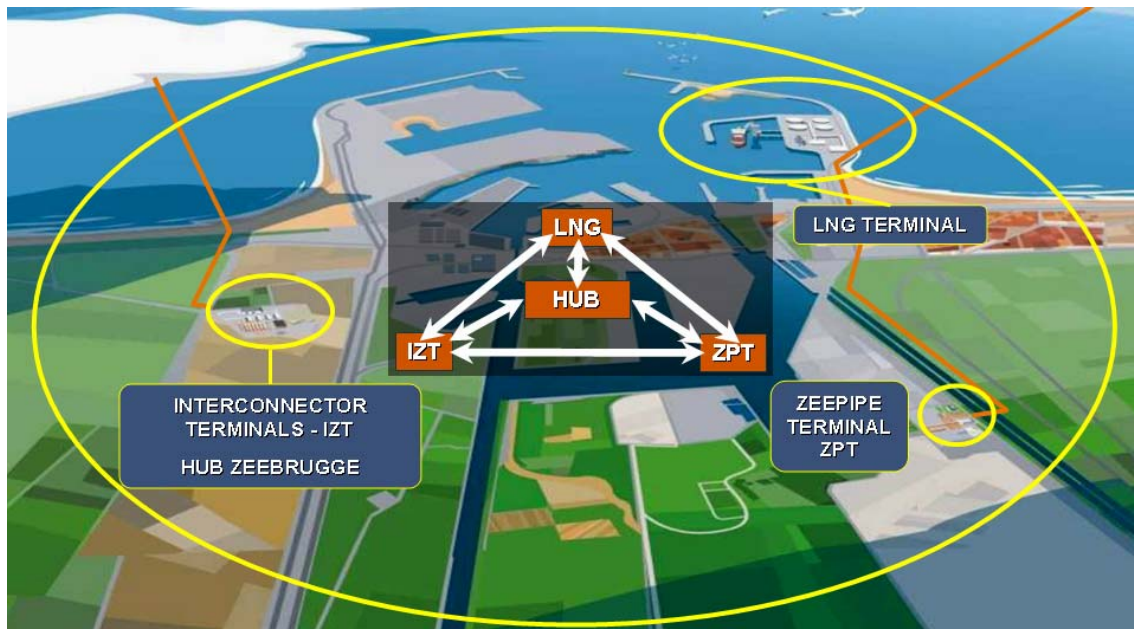 LNG
HUB
IZT
ZPT
LNG TERMINAL
INTERCONNECTOR
TERMINALS - IZT
HUB ZEEBRUGGE
ZEEPIPE
TERMINAL
ZPT